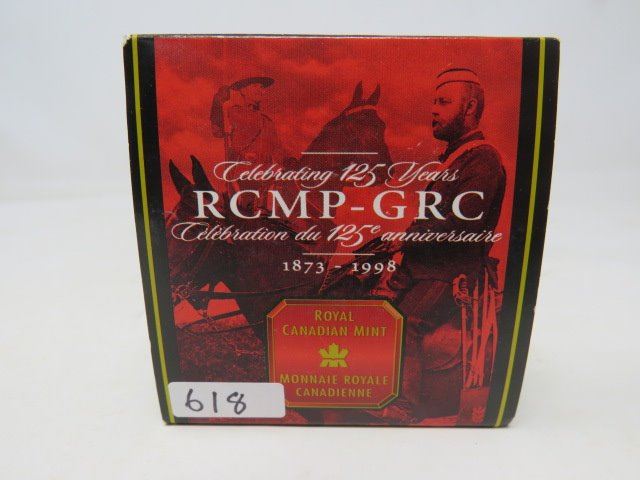 Celebrating 125 Years
RCMP-GRC
Célébration du 125e anniversaire
1873 - 1998
ROYAL
CANADIAN MINT
MONNAIE ROYALE
CANADIENNE
618